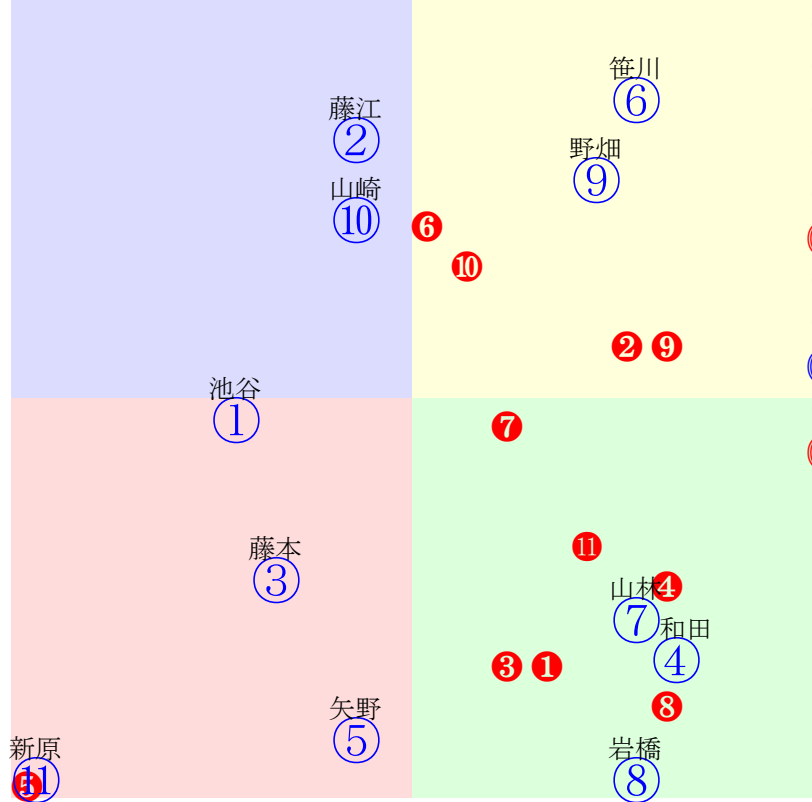 笹川
⑥
藤江
②
野畑
⑨
山崎
⑩
❻
❿
❷ ❾
池谷
①
❼
藤本
③
⓫
山林 ❹
⑦
和田
④
❸ ❶
矢野
⑤
❽
新原
⑪
❺
岩橋
⑧